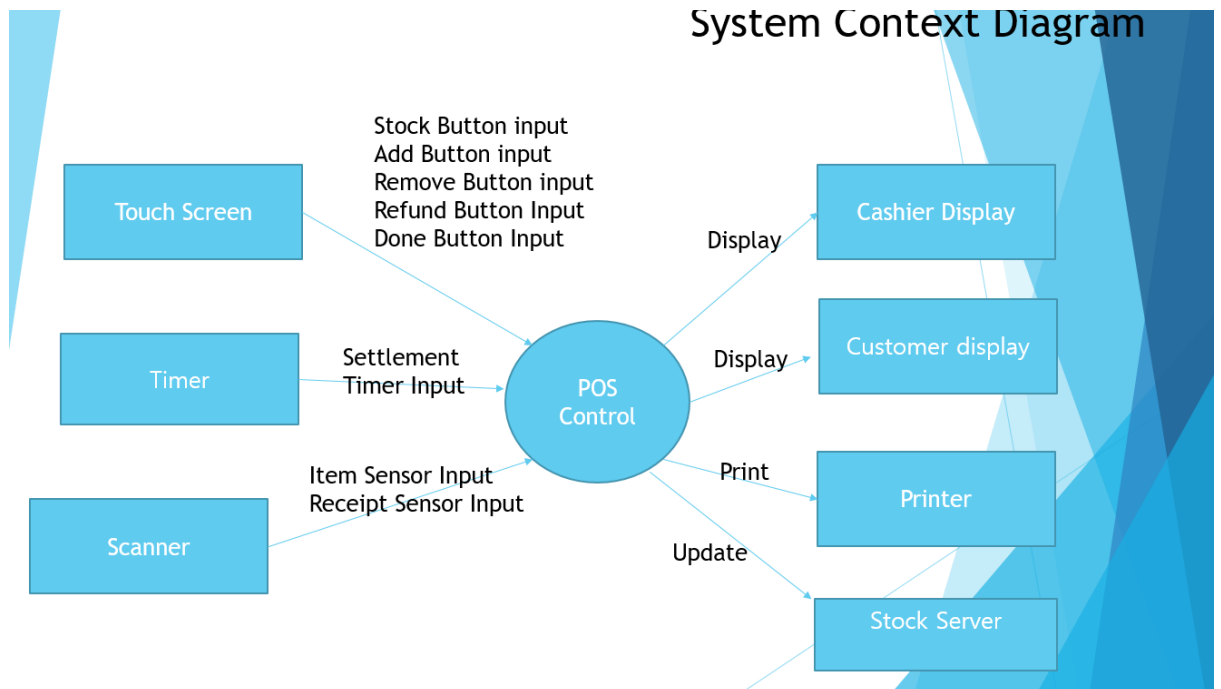 System Context Diagram
Stock Button input
Add Button input
Remove Button input
Refund Button Input
Done Button Input
Touch Screen
Cashier Display
Display
Settlement
Timer Input
Timer
Display
Customer display
POS
Control
Item Sensor Input
Receipt Sensor Input
Scanner
Print
Printer
Update
Stock Server